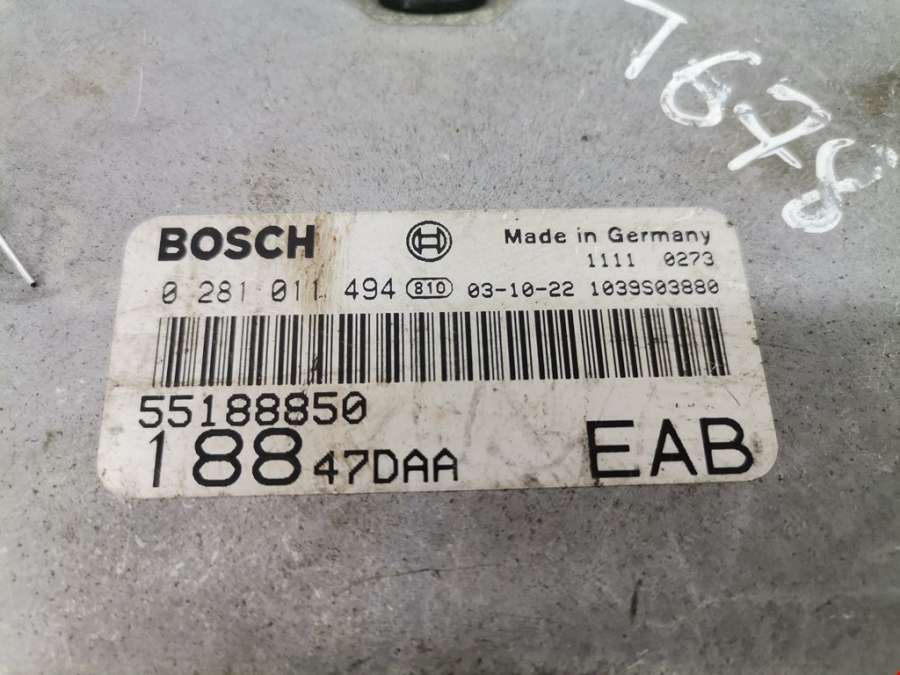 1678
BOSCH Made in Germany
1111 0273
0 281 011 494 810 03-10-22 1039S03880
55188850
188 47DAA EAB